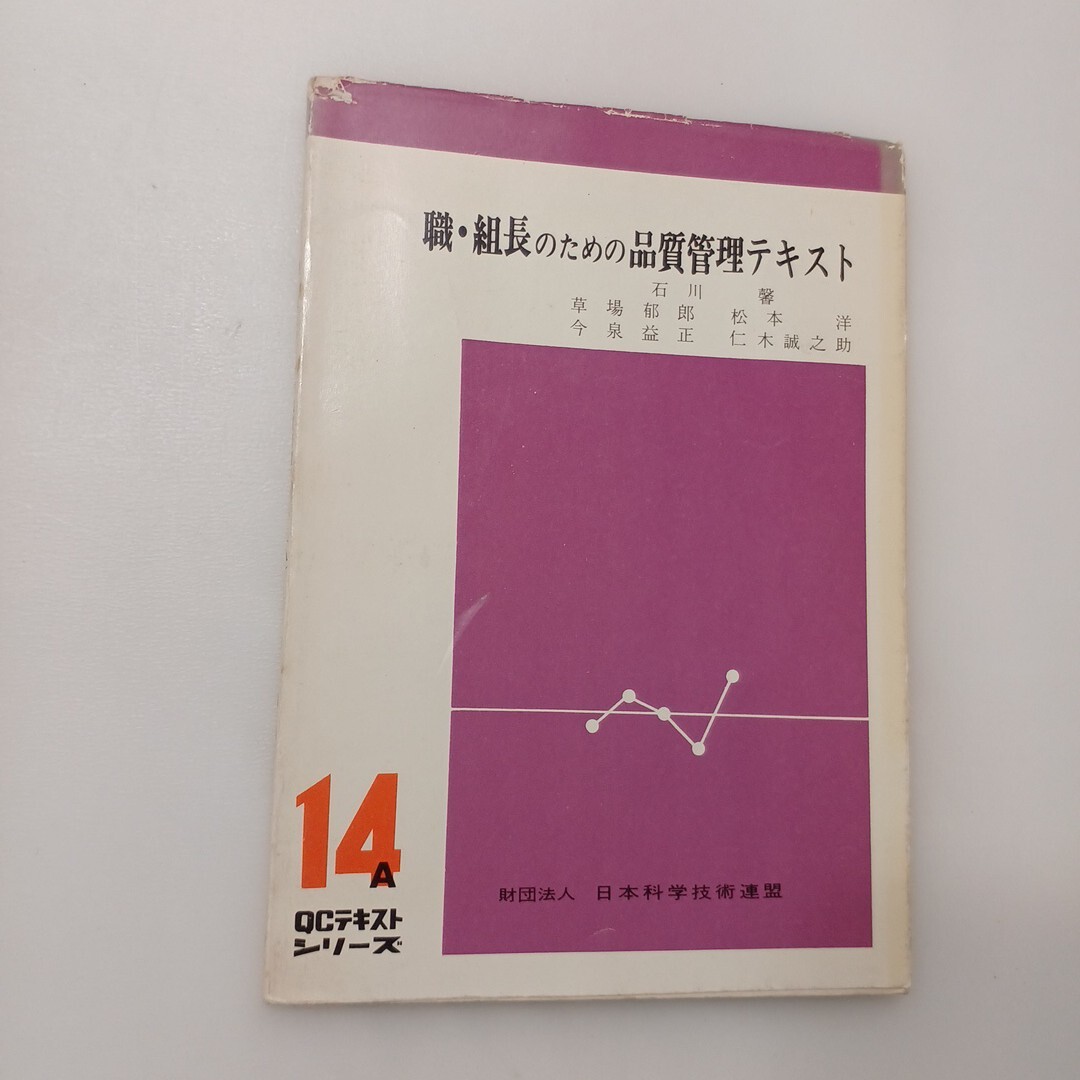 職・組長のための品質管理テキスト
石川 馨
草場郁郎 松本 洋
今泉益正 仁木誠之助
14
A
QCテキスト
シリーズ
財団法人 日本科学技術連盟